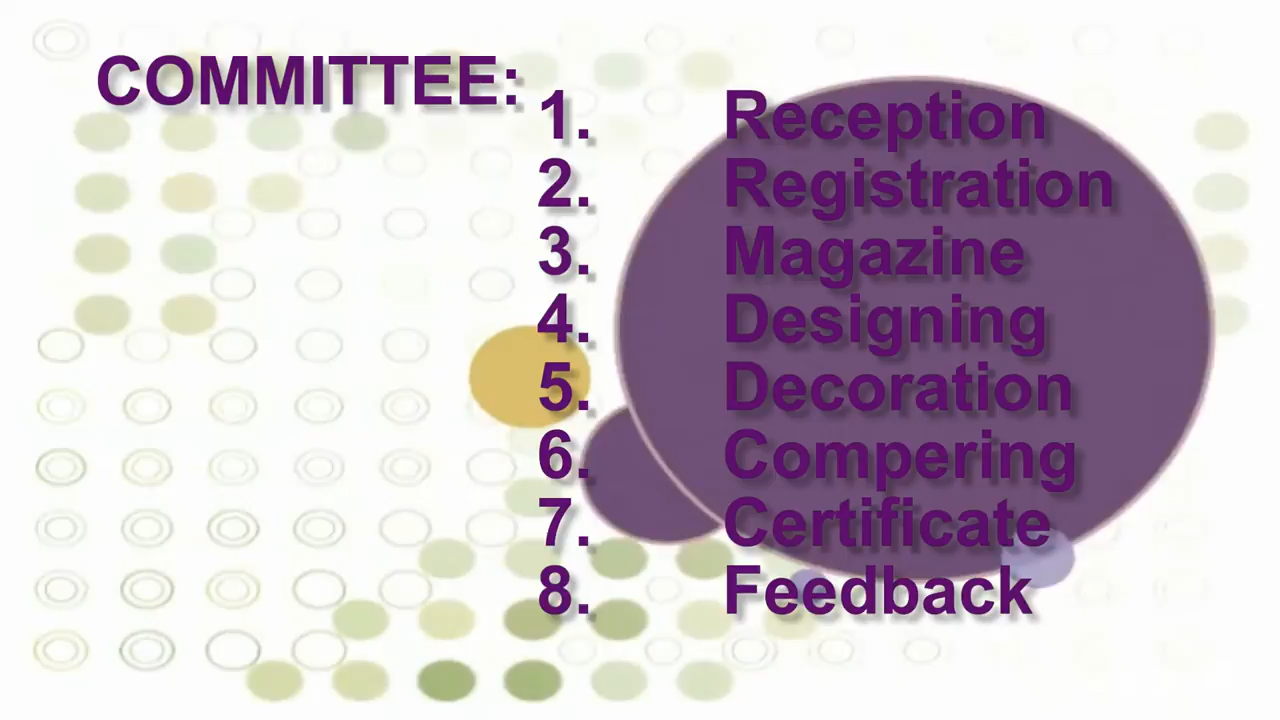 COMMITTEE:
1. Reception
2. Registration
3. Magazine
4. Designing
5. Decoration
6. Compering
7. Certificate
8. Feedback